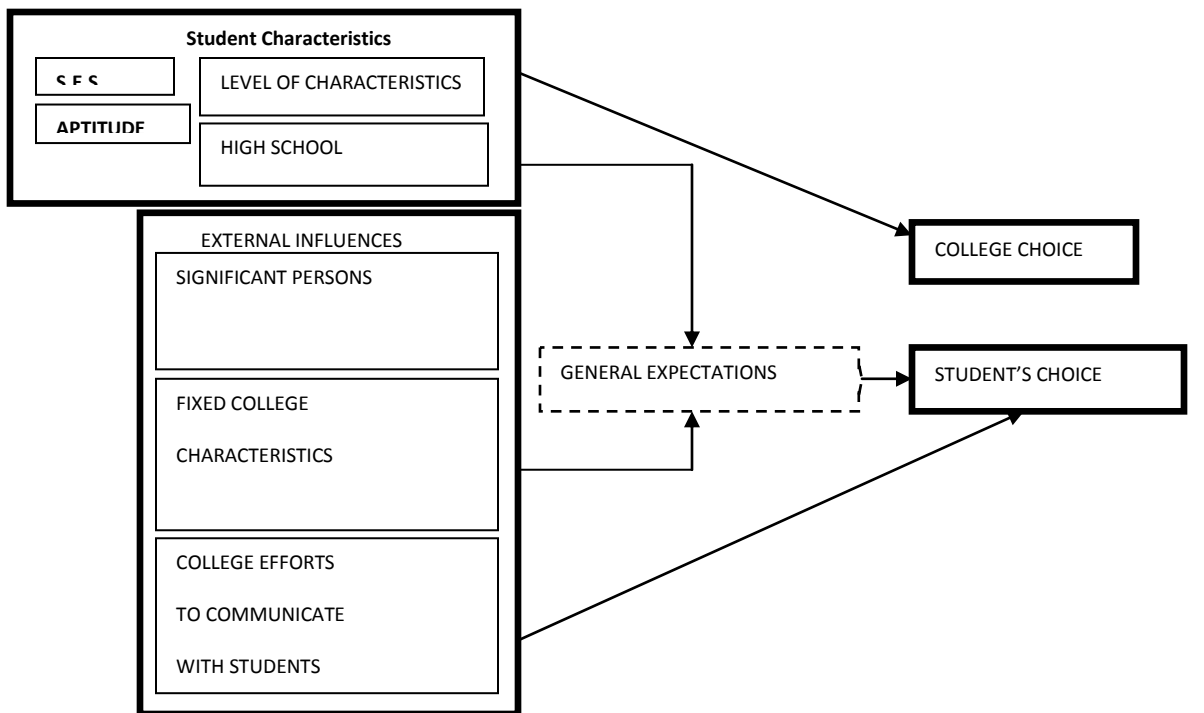 Student Characteristics
S E S
LEVEL OF CHARACTERISTICS
APTITUDE
HIGH SCHOOL
EXTERNAL INFLUENCES
SIGNIFICANT PERSONS
FIXED COLLEGE
CHARACTERISTICS
COLLEGE EFFORTS
TO COMMUNICATE
WITH STUDENTS
GENERAL EXPECTATIONS
COLLEGE CHOICE
STUDENT’S CHOICE